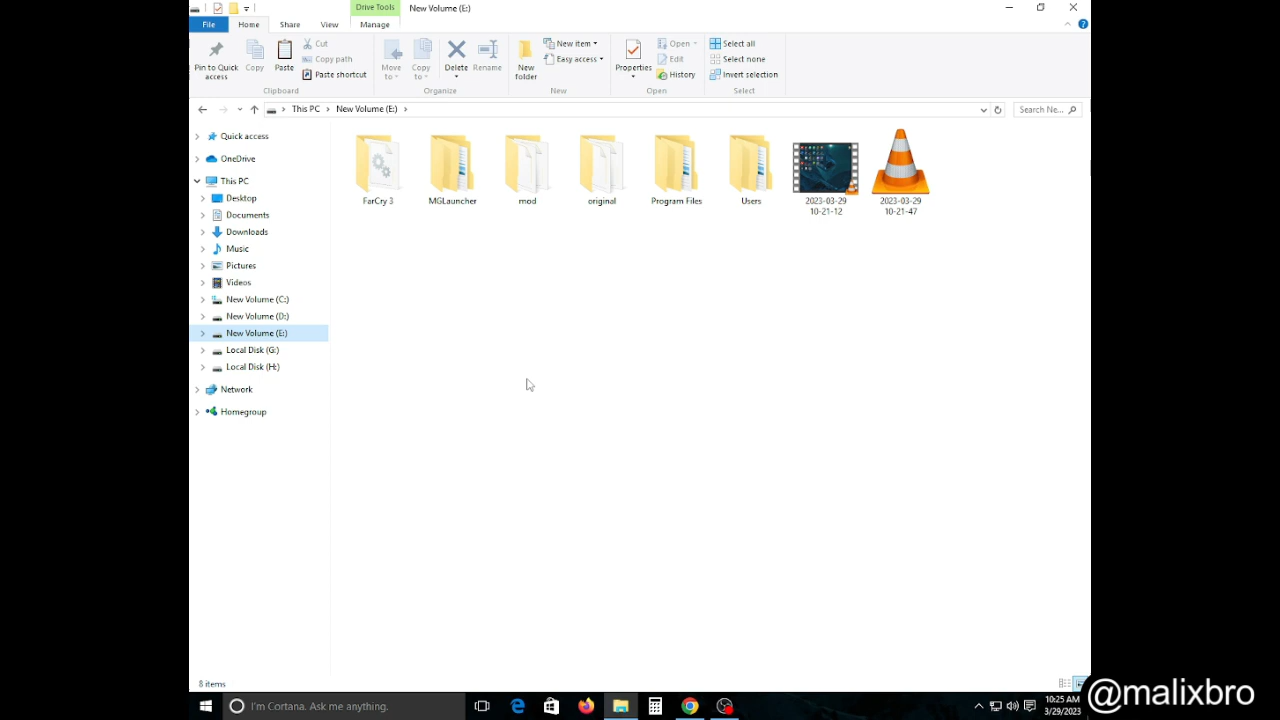 Drive Tools
New Volume (E:)
File
Home
Share
View
Manage
Pin to Quick access
Copy
Paste
Cut
Copy path
Paste shortcut
Clipboard
Move to
Copy to
Delete
Rename
Organize
New folder
New item
Easy access
New
Properties
Open
Edit
History
Open
Select all
Select none
Invert selection
Select
This PC
New Volume (E:)
Search Ne...
Quick access
OneDrive
This PC
Desktop
Documents
Downloads
Music
Pictures
Videos
New Volume (C:)
New Volume (D:)
New Volume (E:)
Local Disk (G:)
Local Disk (H:)
Network
Homegroup
FarCry 3
MGLauncher
mod
original
Program Files
Users
2023-03-29
10-21-12
2023-03-29
10-21-47
8 items
I'm Cortana. Ask me anything.
10:25 AM
3/29/2023
@malixbro